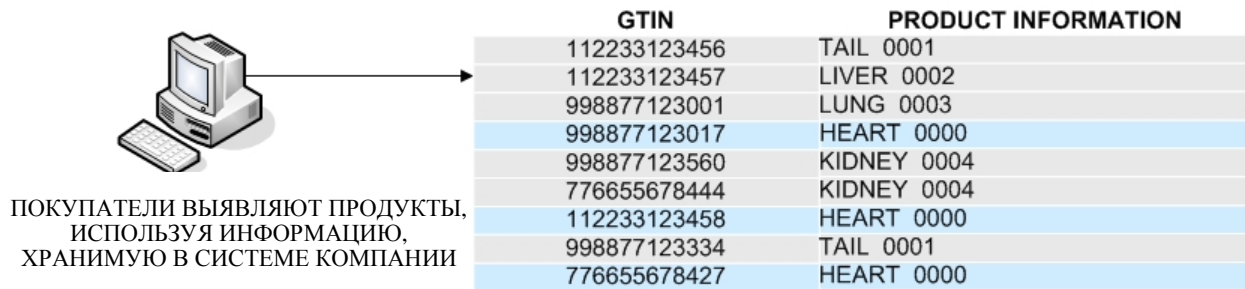 GTIN PRODUCT INFORMATION
112233123456 TAIL 0001
112233123457 LIVER 0002
998877123001 LUNG 0003
998877123017 HEART 0000
998877123560 KIDNEY 0004
776655678444 KIDNEY 0004
112233123458 HEART 0000
998877123334 TAIL 0001
776655678427 HEART 0000
ПОКУПАТЕЛИ ВЫЯВЛЯЮТ ПРОДУКТЫ,
ИСПОЛЬЗУЯ ИНФОРМАЦИЮ,
ХРАНИМУЮ В СИСТЕМЕ КОМПАНИИ